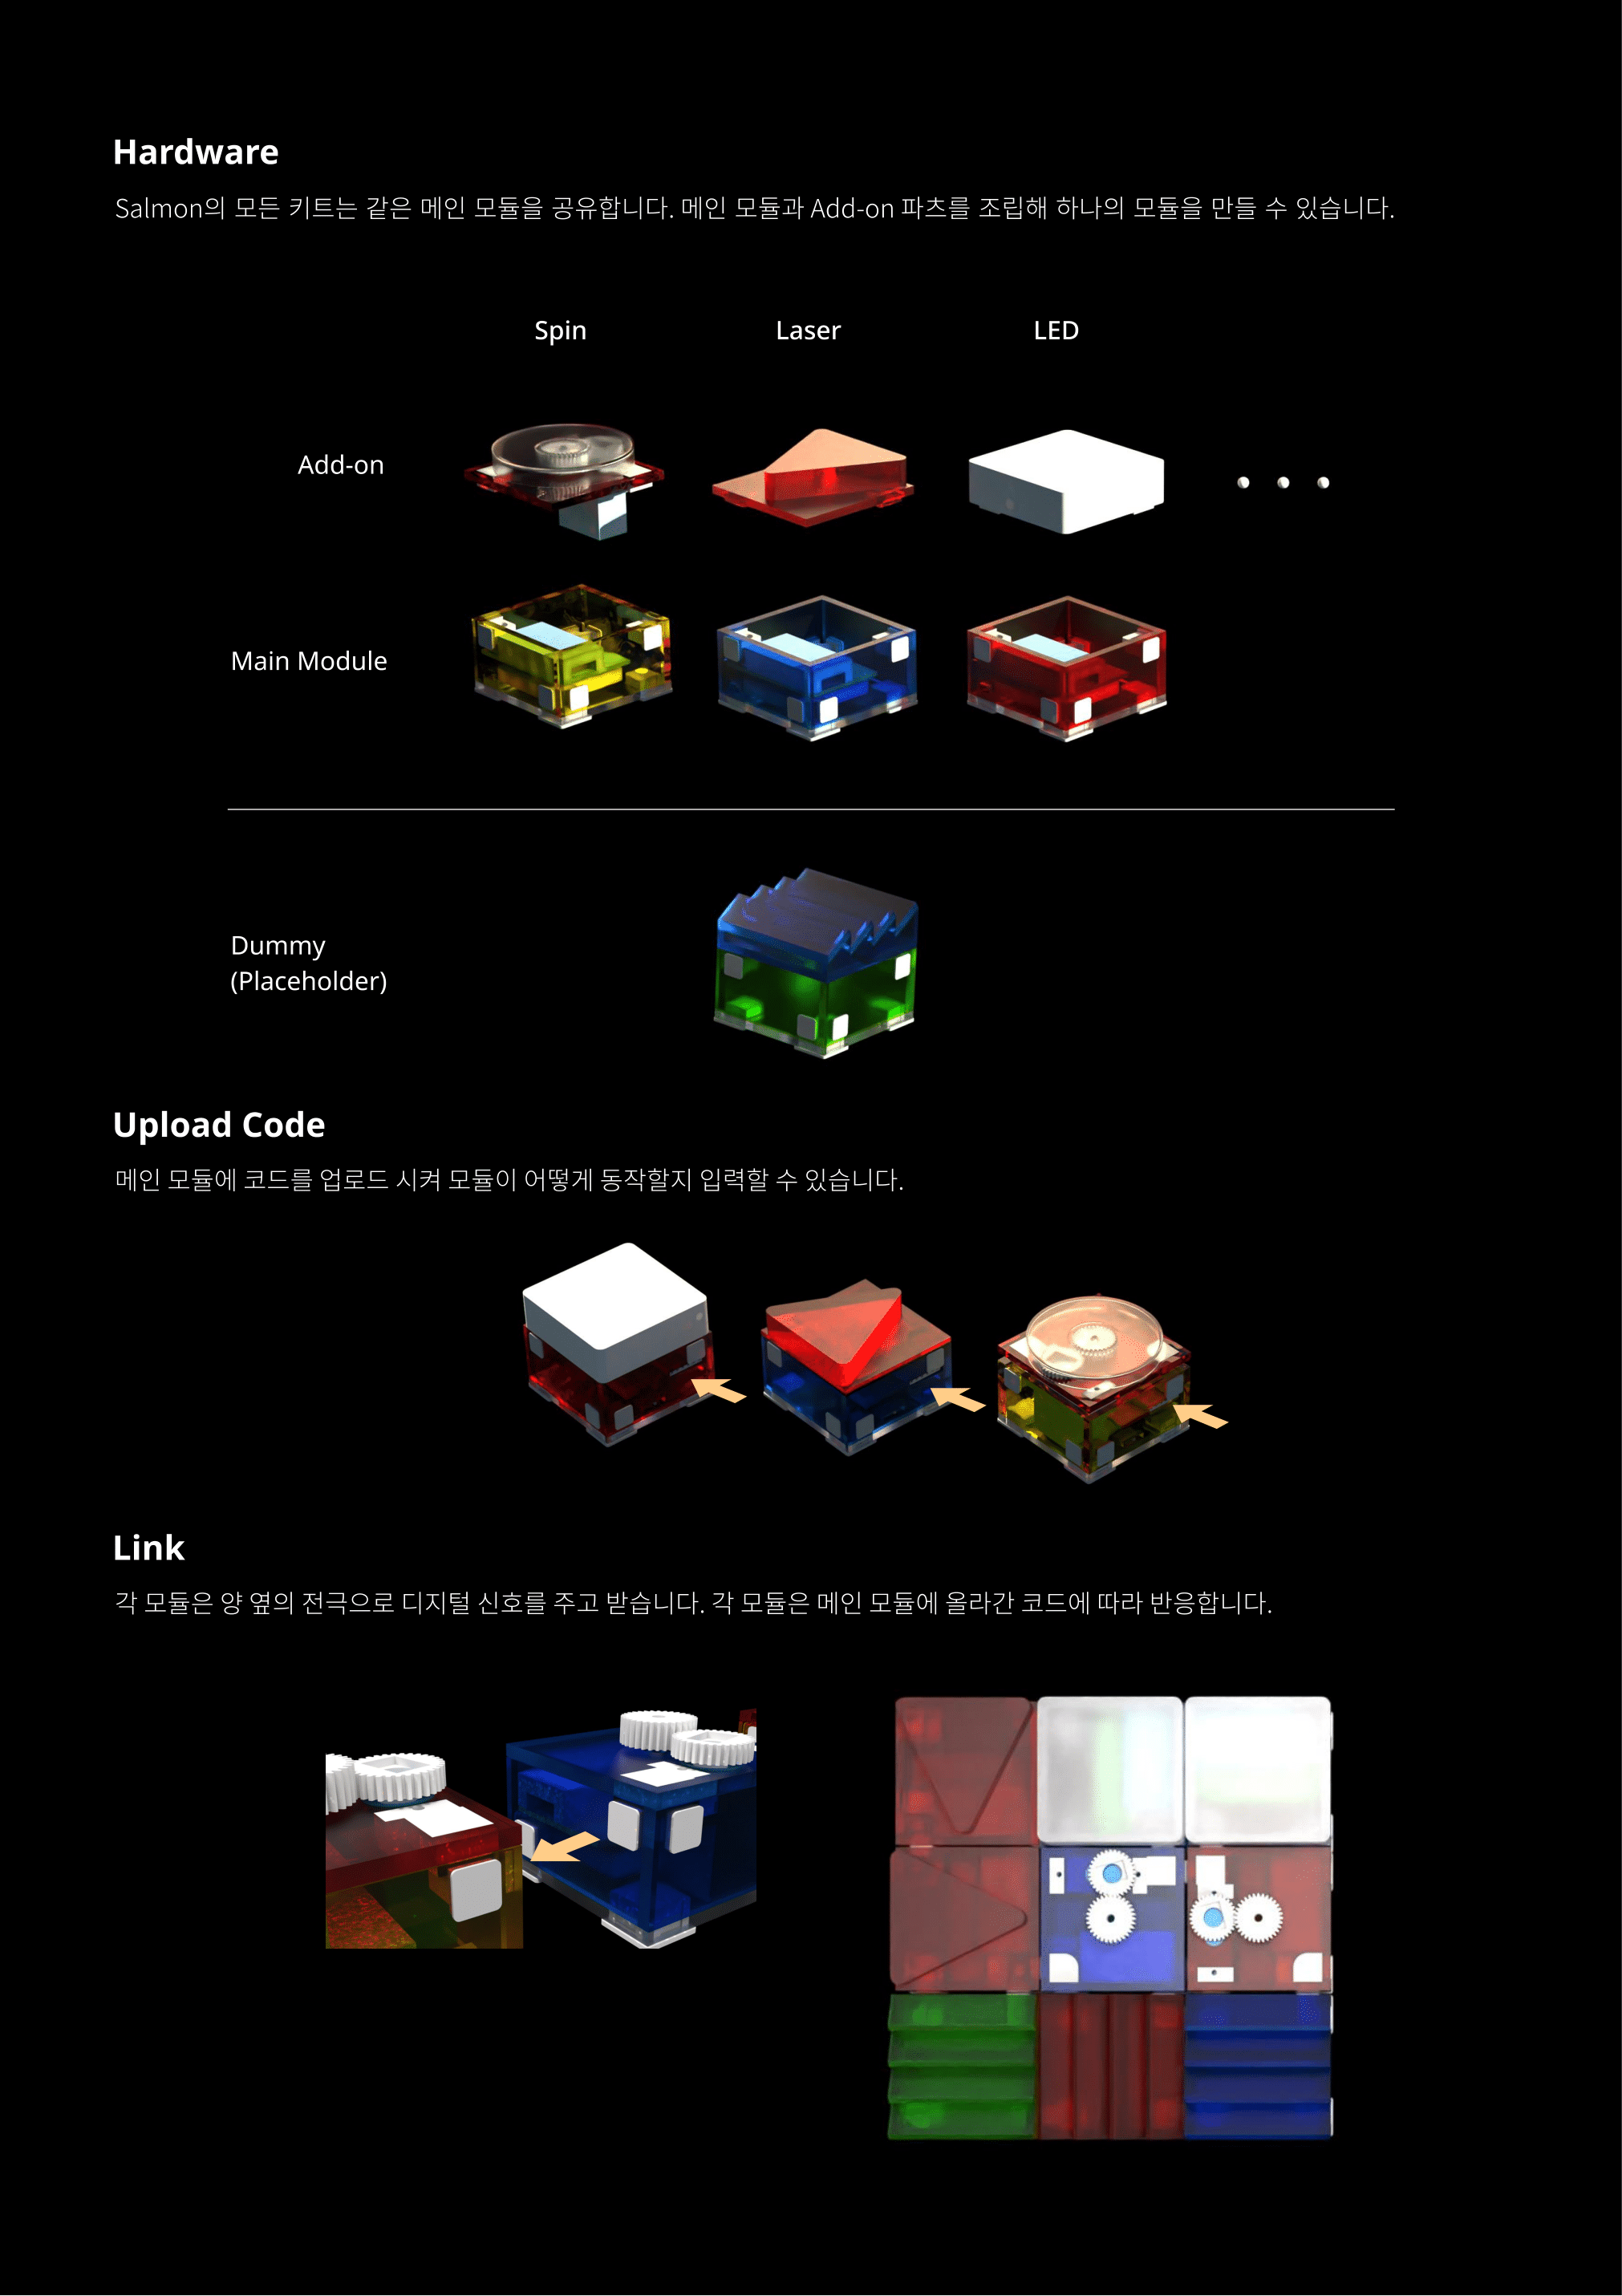 Hardware
Salmon의 모든 키트는 같은 메인 모듈을 공유합니다. 메인 모듈과 Add-on 파츠를 조립해 하나의 모듈을 만들 수 있습니다.
Spin Laser LED
Add-on
Main Module
Dummy
(Placeholder)
Upload Code
메인 모듈에 코드를 업로드 시켜 모듈이 어떻게 동작할지 입력할 수 있습니다.
Link
각 모듈은 양 옆의 전극으로 디지털 신호를 주고 받습니다. 각 모듈은 메인 모듈에 올라간 코드에 따라 반응합니다.